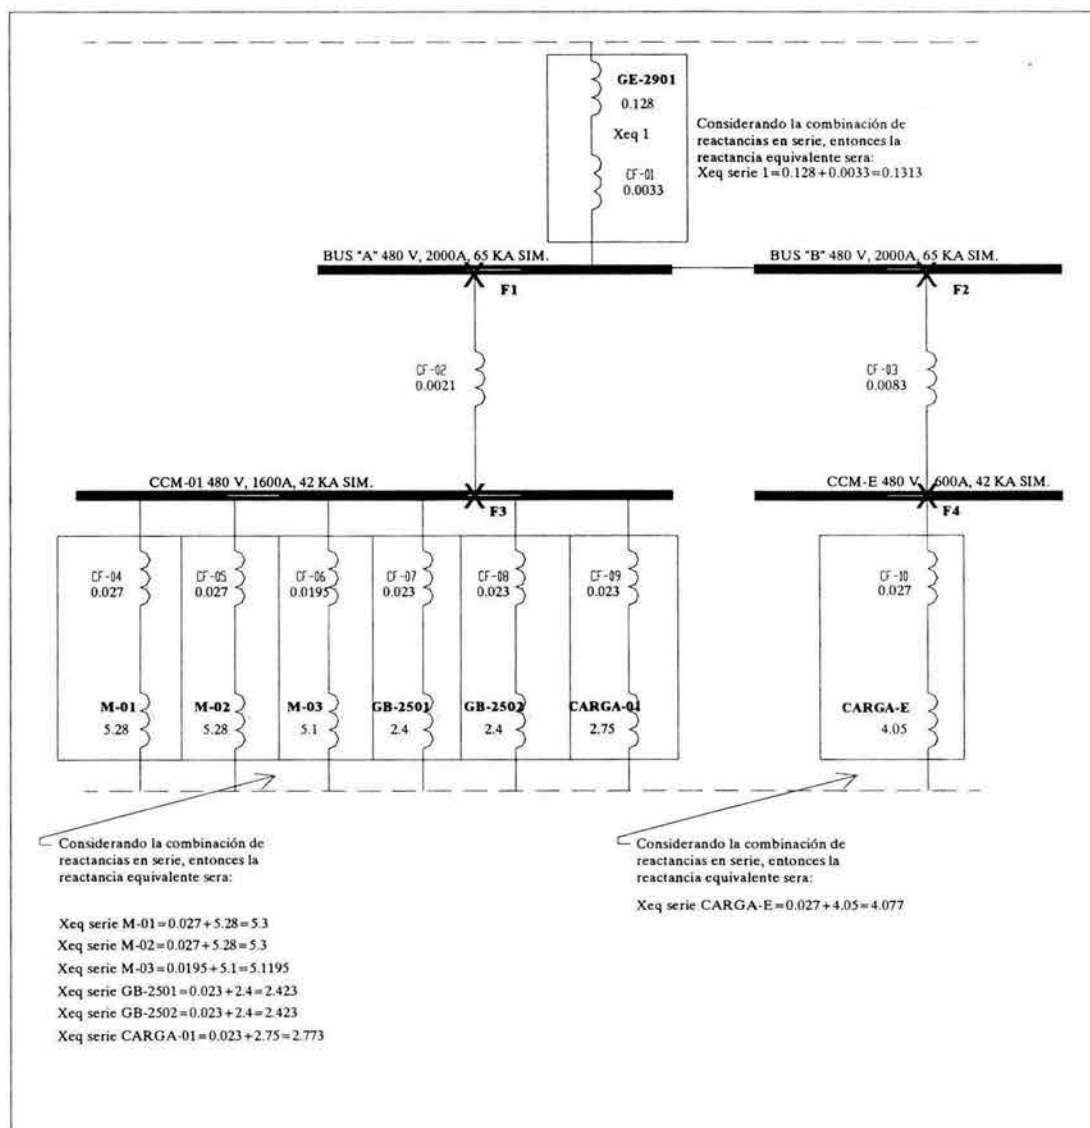 GE-2901
0.128
Xeq 1
CF-01
0.0033
Considerando la combinación de
reactancias en serie, entonces la
reactancia equivalente sera:
Xeq serie 1=0.128+0.0033=0.1313
BUS "A" 480 V, 2000A, 65 KA SIM.
BUS "B" 480 V, 2000A, 65 KA SIM.
F1
F2
CF-02
0.0021
CF-03
0.0083
CCM-01 480 V, 1600A, 42 KA SIM.
CCM-E 480 V, 600A, 42 KA SIM.
F3
F4
CF-04
0.027
CF-05
0.027
CF-06
0.0195
CF-07
0.023
CF-08
0.023
CF-09
0.023
CF-10
0.027
M-01
5.28
M-02
5.28
M-03
5.1
GB-2501
2.4
GB-2502
2.4
CARGA-01
2.75
CARGA-E
4.05
Considerando la combinación de
reactancias en serie, entonces la
reactancia equivalente sera:
Xeq serie M-01=0.027+5.28=5.3
Xeq serie M-02=0.027+5.28=5.3
Xeq serie M-03=0.0195+5.1=5.1195
Xeq serie GB-2501=0.023+2.4=2.423
Xeq serie GB-2502=0.023+2.4=2.423
Xeq serie CARGA-01=0.023+2.75=2.773
Considerando la combinación de
reactancias en serie, entonces la
reactancia equivalente sera:
Xeq serie CARGA-E=0.027+4.05=4.077